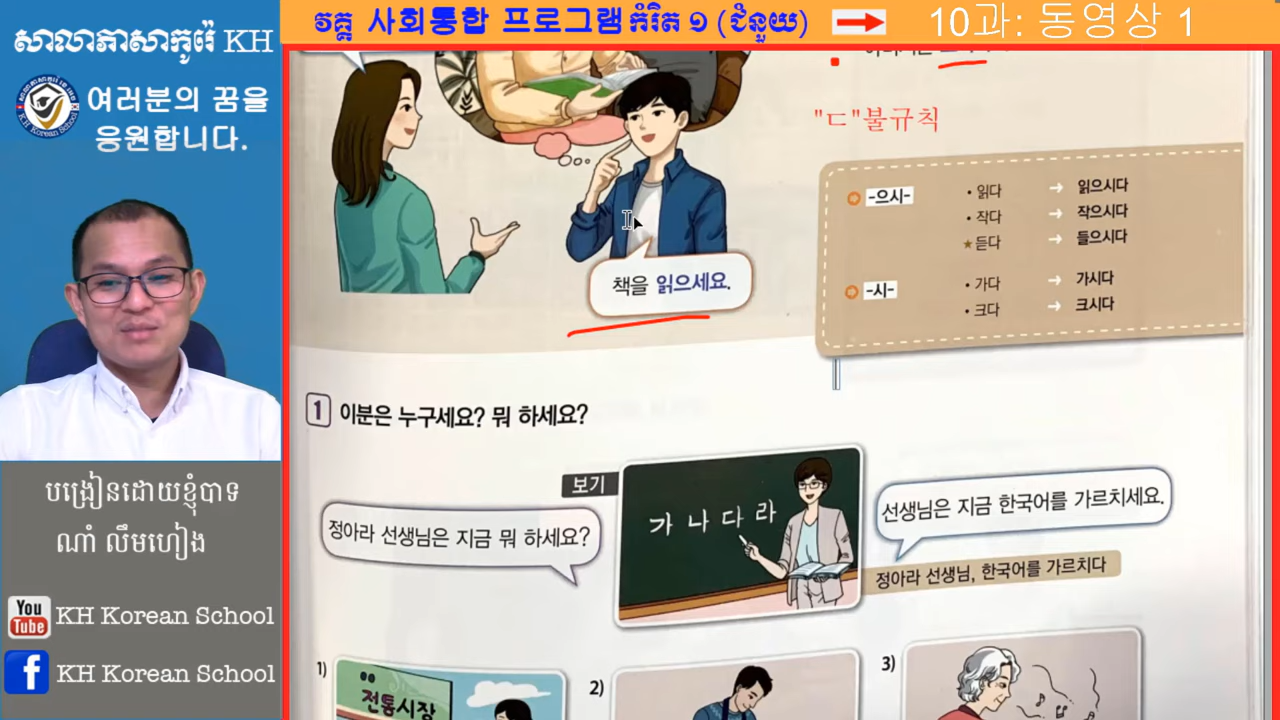 សាលាភាសាកូរ៉េ KH
여러분의 꿈을
응원합니다.
វគ្គ 사회통합 프로그램 កំរិត ១ (ជំនួយ)
10과: 동영상 1
"ㄷ"불규칙
-으시-
• 읽다 → 읽으시다
• 작다 → 작으시다
★ 듣다 → 들으시다
-시-
• 가다 → 가시다
• 크다 → 크시다
책을 읽으세요.
1 이분은 누구세요? 뭐 하세요?
보기
정아라 선생님은 지금 뭐 하세요?
가 나 다 라
선생님은 지금 한국어를 가르치세요.
정아라 선생님, 한국어를 가르치다
1)
전통시장
2)
3)
បង្រៀនដោយខ្ញុំបាទ
ណាំ លឹមហៀង
You Tube KH Korean School
f KH Korean School